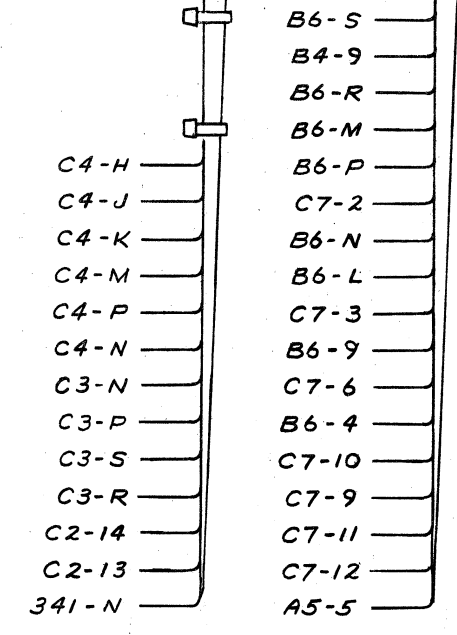 C4-H
C4-J
C4-K
C4-M
C4-P
C4-N
C3-N
C3-P
C3-S
C3-R
C2-14
C2-13
341-N
B6-S
B4-9
B6-R
B6-M
B6-P
C7-2
B6-N
B6-L
C7-3
B6-9
C7-6
B6-4
C7-10
C7-9
C7-11
C7-12
A5-5